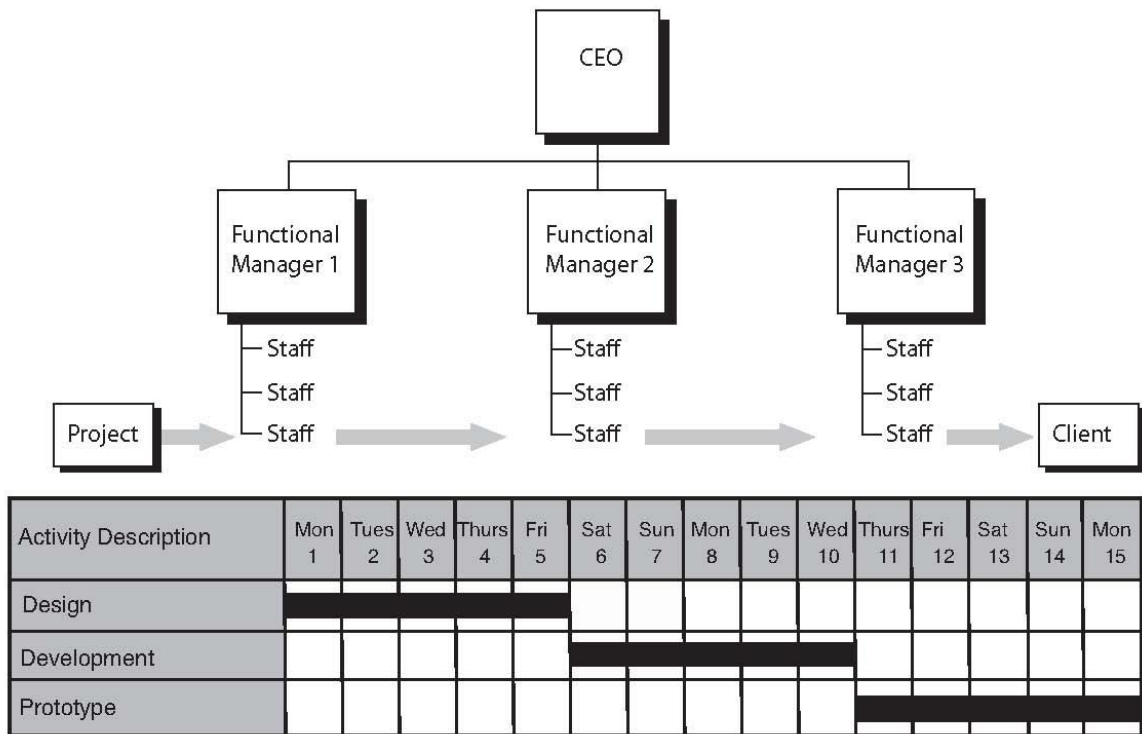 CEO
Functional
Manager 1
Functional
Manager 2
Functional
Manager 3
Staff
Staff
Staff
Staff
Staff
Staff
Staff
Staff
Staff
Project
Client
Activity Description
Mon
1
Tues
2
Wed
3
Thurs
4
Fri
5
Sat
6
Sun
7
Mon
8
Tues
9
Wed
10
Thurs
11
Fri
12
Sat
13
Sun
14
Mon
15
Design
Development
Prototype